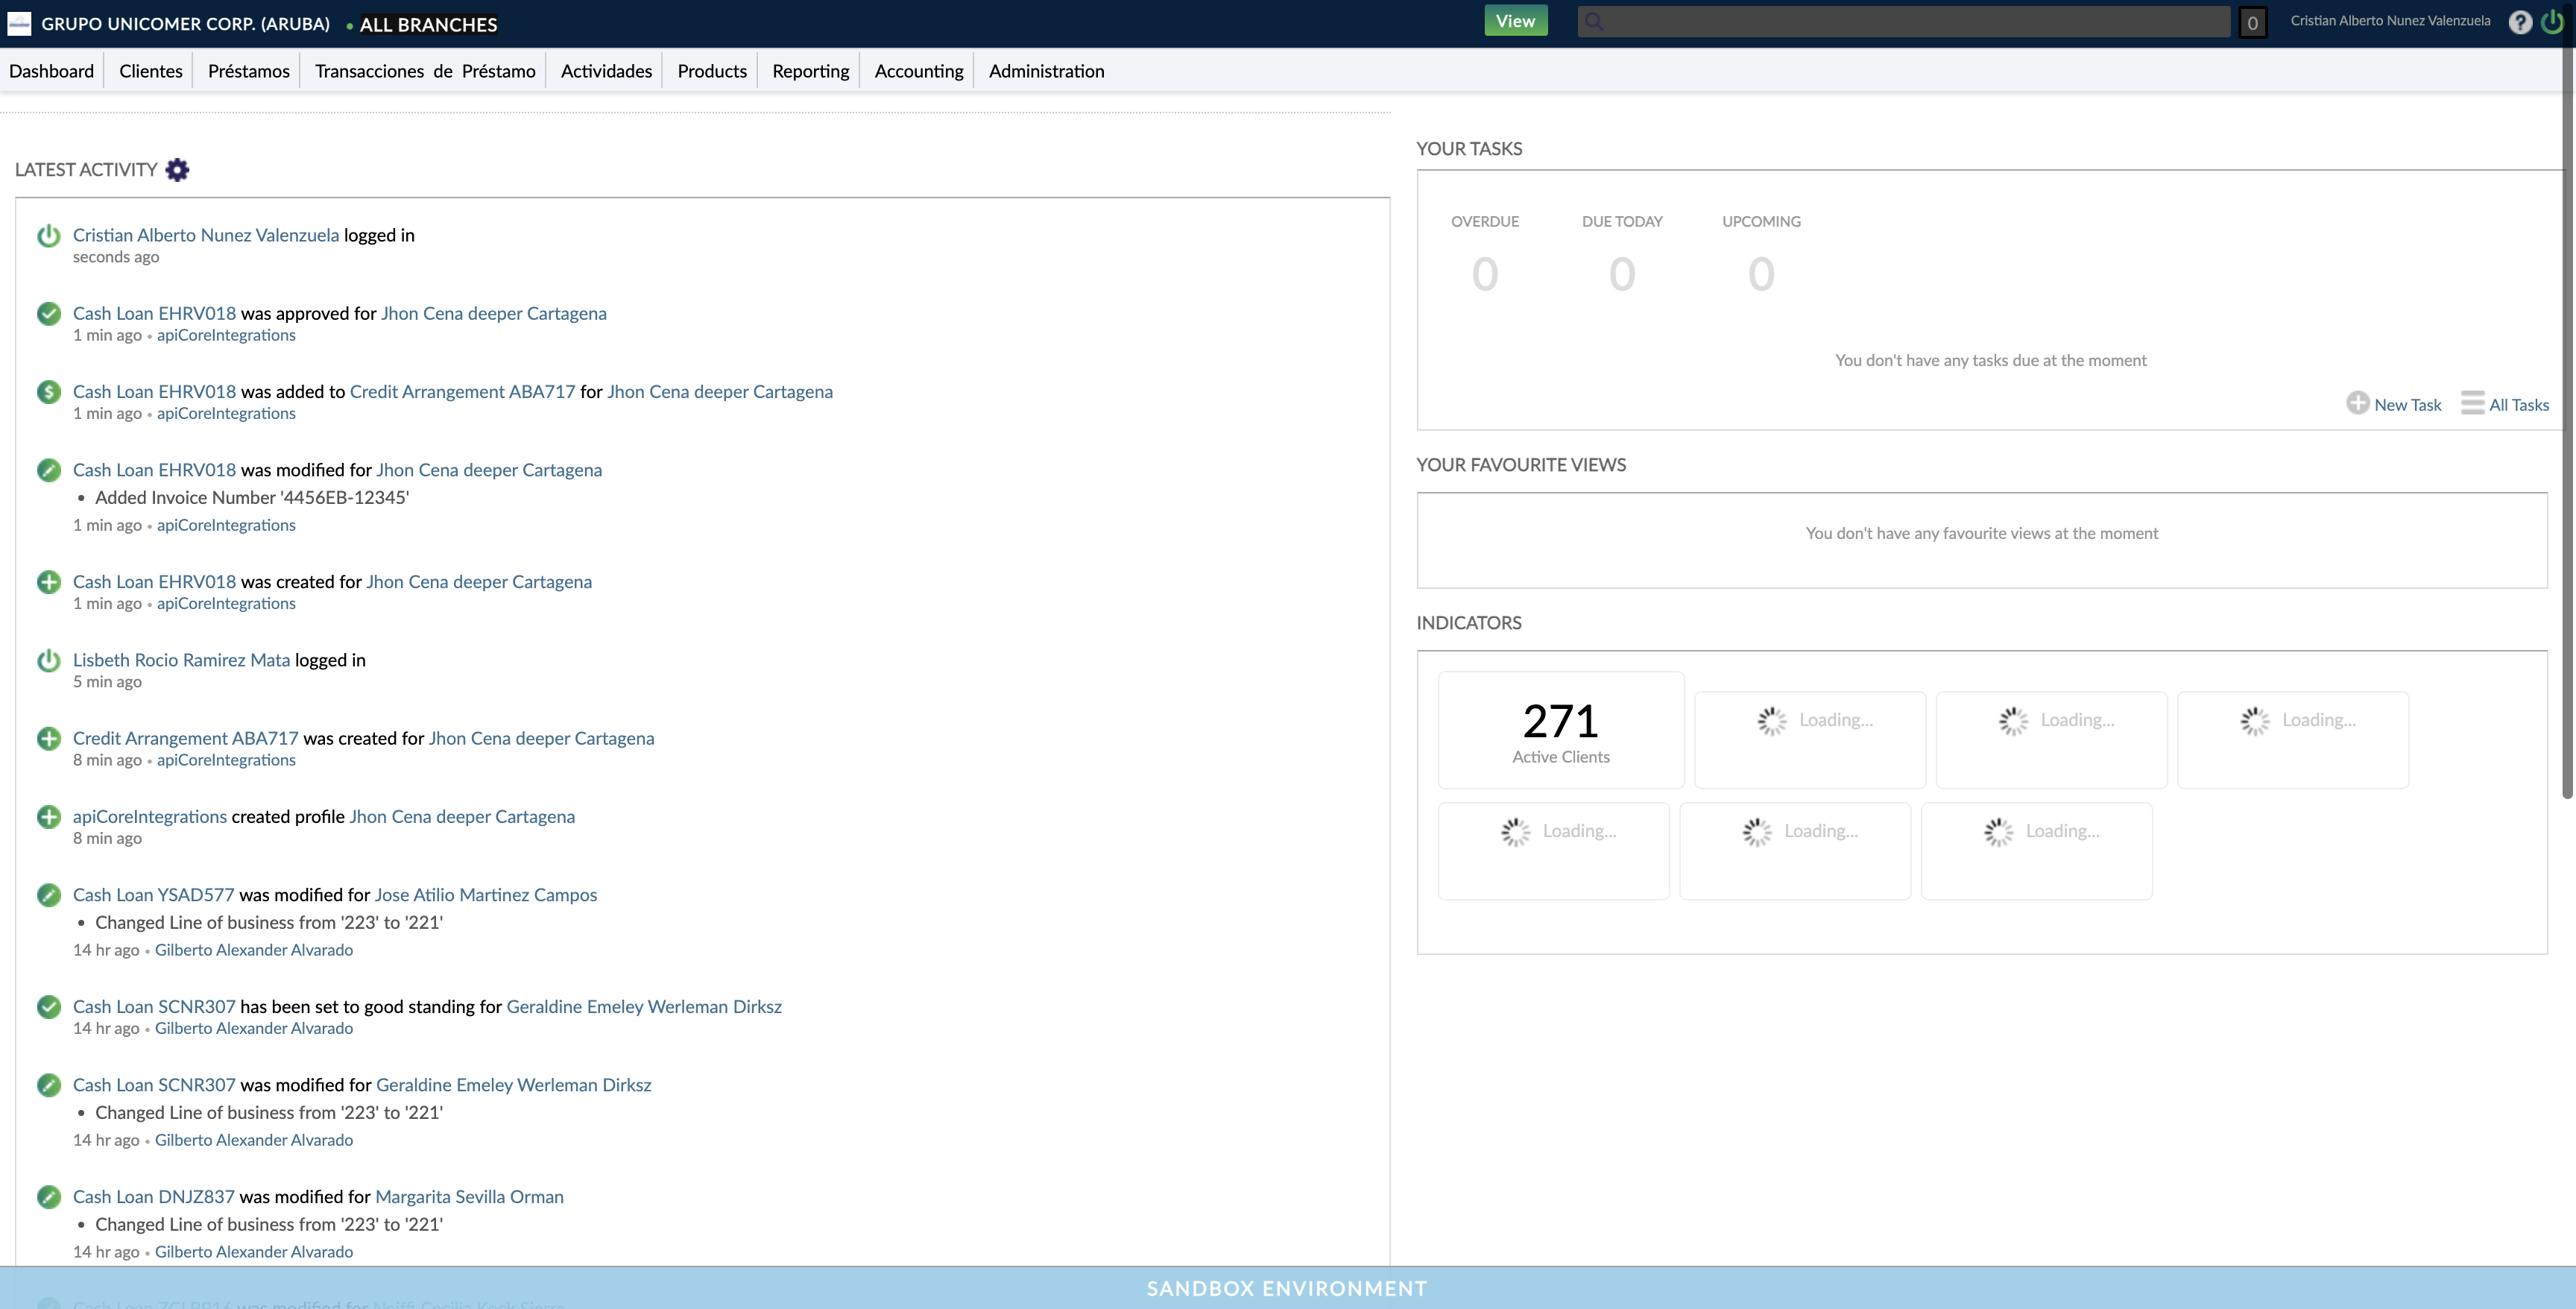 GRUPO UNICOMER CORP. (ARUBA) • ALL BRANCHES
View
0
Cristian Alberto Nunez Valenzuela
?
Dashboard Clientes Préstamos Transacciones de Préstamo Actividades Products Reporting Accounting Administration
LATEST ACTIVITY
Cristian Alberto Nunez Valenzuela logged in
seconds ago
Cash Loan EHRV018 was approved for Jhon Cena deeper Cartagena
1 min ago • apiCoreIntegrations
Cash Loan EHRV018 was added to Credit Arrangement ABA717 for Jhon Cena deeper Cartagena
1 min ago • apiCoreIntegrations
Cash Loan EHRV018 was modified for Jhon Cena deeper Cartagena
• Added Invoice Number '4456EB-12345'
1 min ago • apiCoreIntegrations
Cash Loan EHRV018 was created for Jhon Cena deeper Cartagena
1 min ago • apiCoreIntegrations
Lisbeth Rocio Ramirez Mata logged in
5 min ago
Credit Arrangement ABA717 was created for Jhon Cena deeper Cartagena
8 min ago • apiCoreIntegrations
apiCoreIntegrations created profile Jhon Cena deeper Cartagena
8 min ago
Cash Loan YSAD577 was modified for Jose Atilio Martinez Campos
• Changed Line of business from '223' to '221'
14 hr ago • Gilberto Alexander Alvarado
Cash Loan SCNR307 has been set to good standing for Geraldine Emeley Werleman Dirksz
14 hr ago • Gilberto Alexander Alvarado
Cash Loan SCNR307 was modified for Geraldine Emeley Werleman Dirksz
• Changed Line of business from '223' to '221'
14 hr ago • Gilberto Alexander Alvarado
Cash Loan DNJZ837 was modified for Margarita Sevilla Orman
• Changed Line of business from '223' to '221'
14 hr ago • Gilberto Alexander Alvarado
YOUR TASKS
OVERDUE DUE TODAY UPCOMING
0 0 0
You don't have any tasks due at the moment
New Task All Tasks
YOUR FAVOURITE VIEWS
You don't have any favourite views at the moment
INDICATORS
271
Active Clients
Loading... Loading... Loading...
Loading... Loading... Loading...
SANDBOX ENVIRONMENT